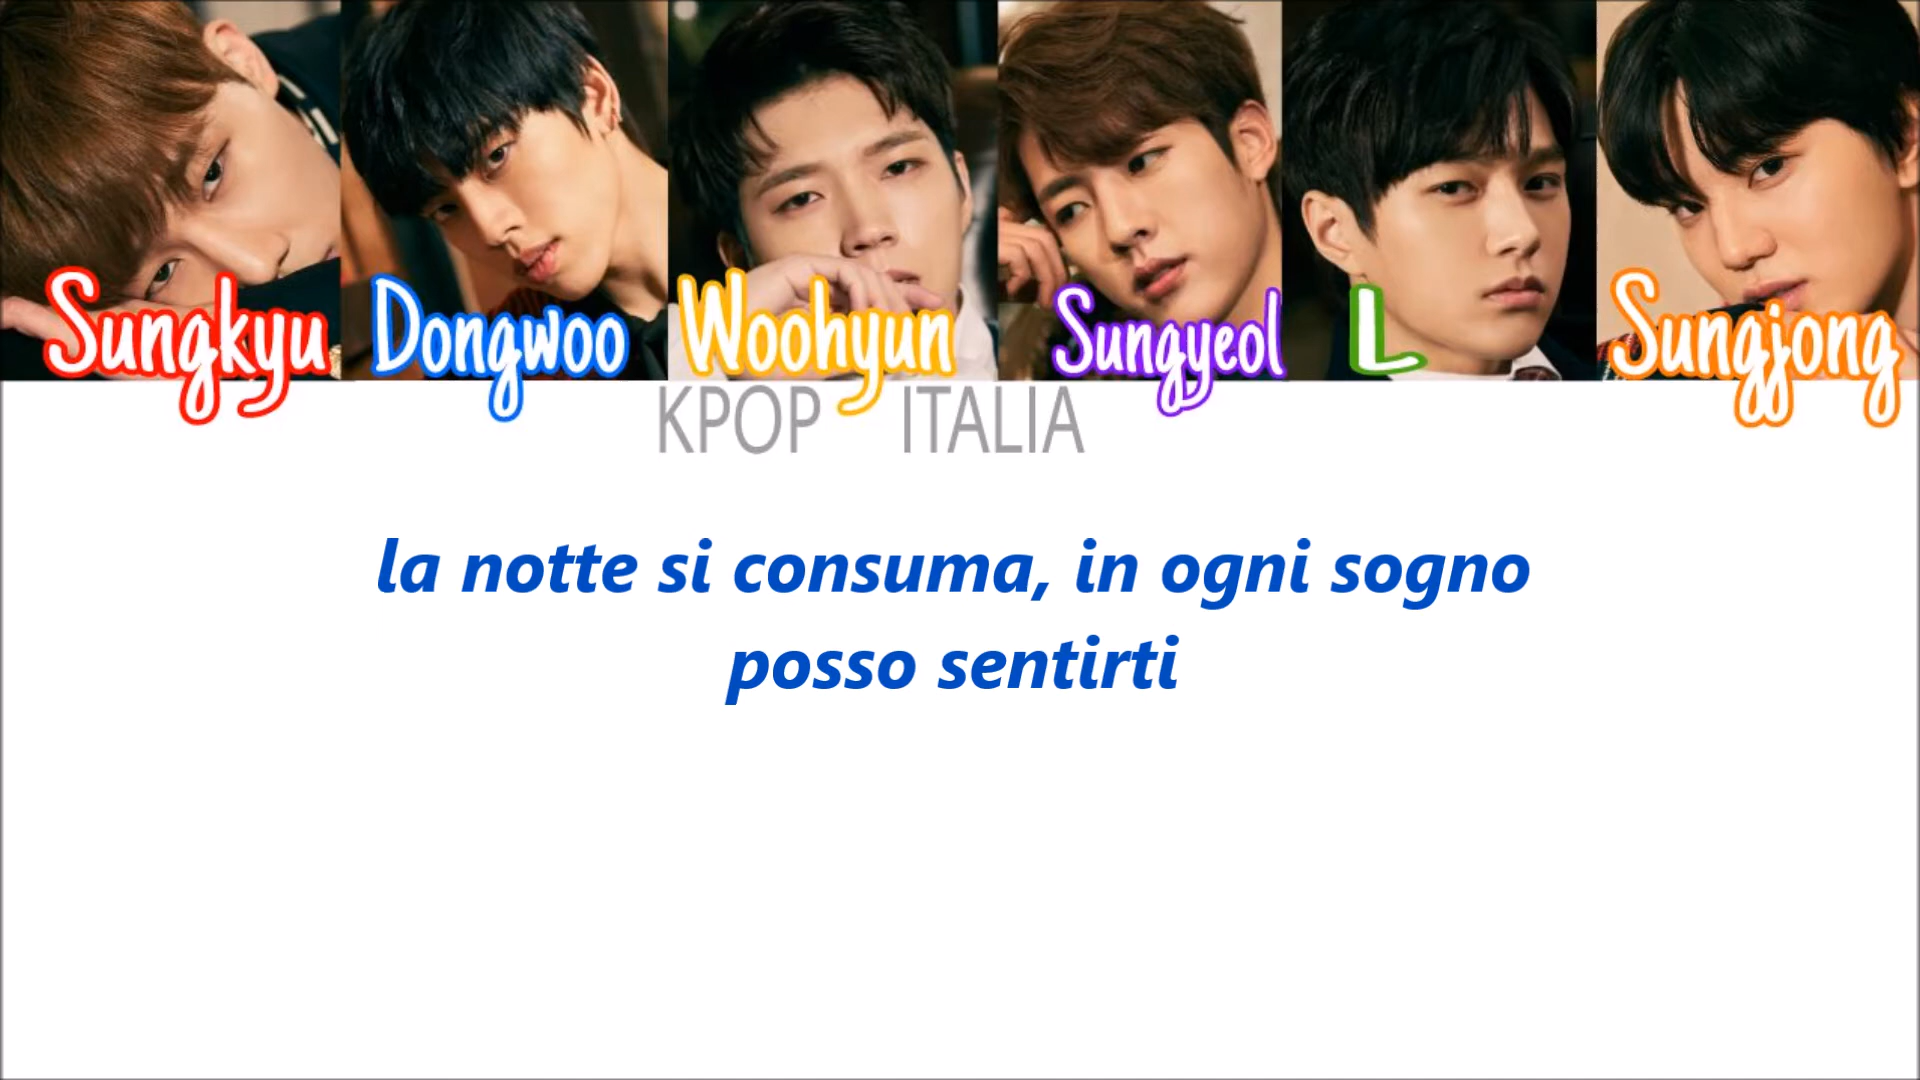 Sungkyu Dongwoo Woohyun Sungyeol L Sungjong
KPOP ITALIA
la notte si consuma, in ogni sogno
posso sentirti